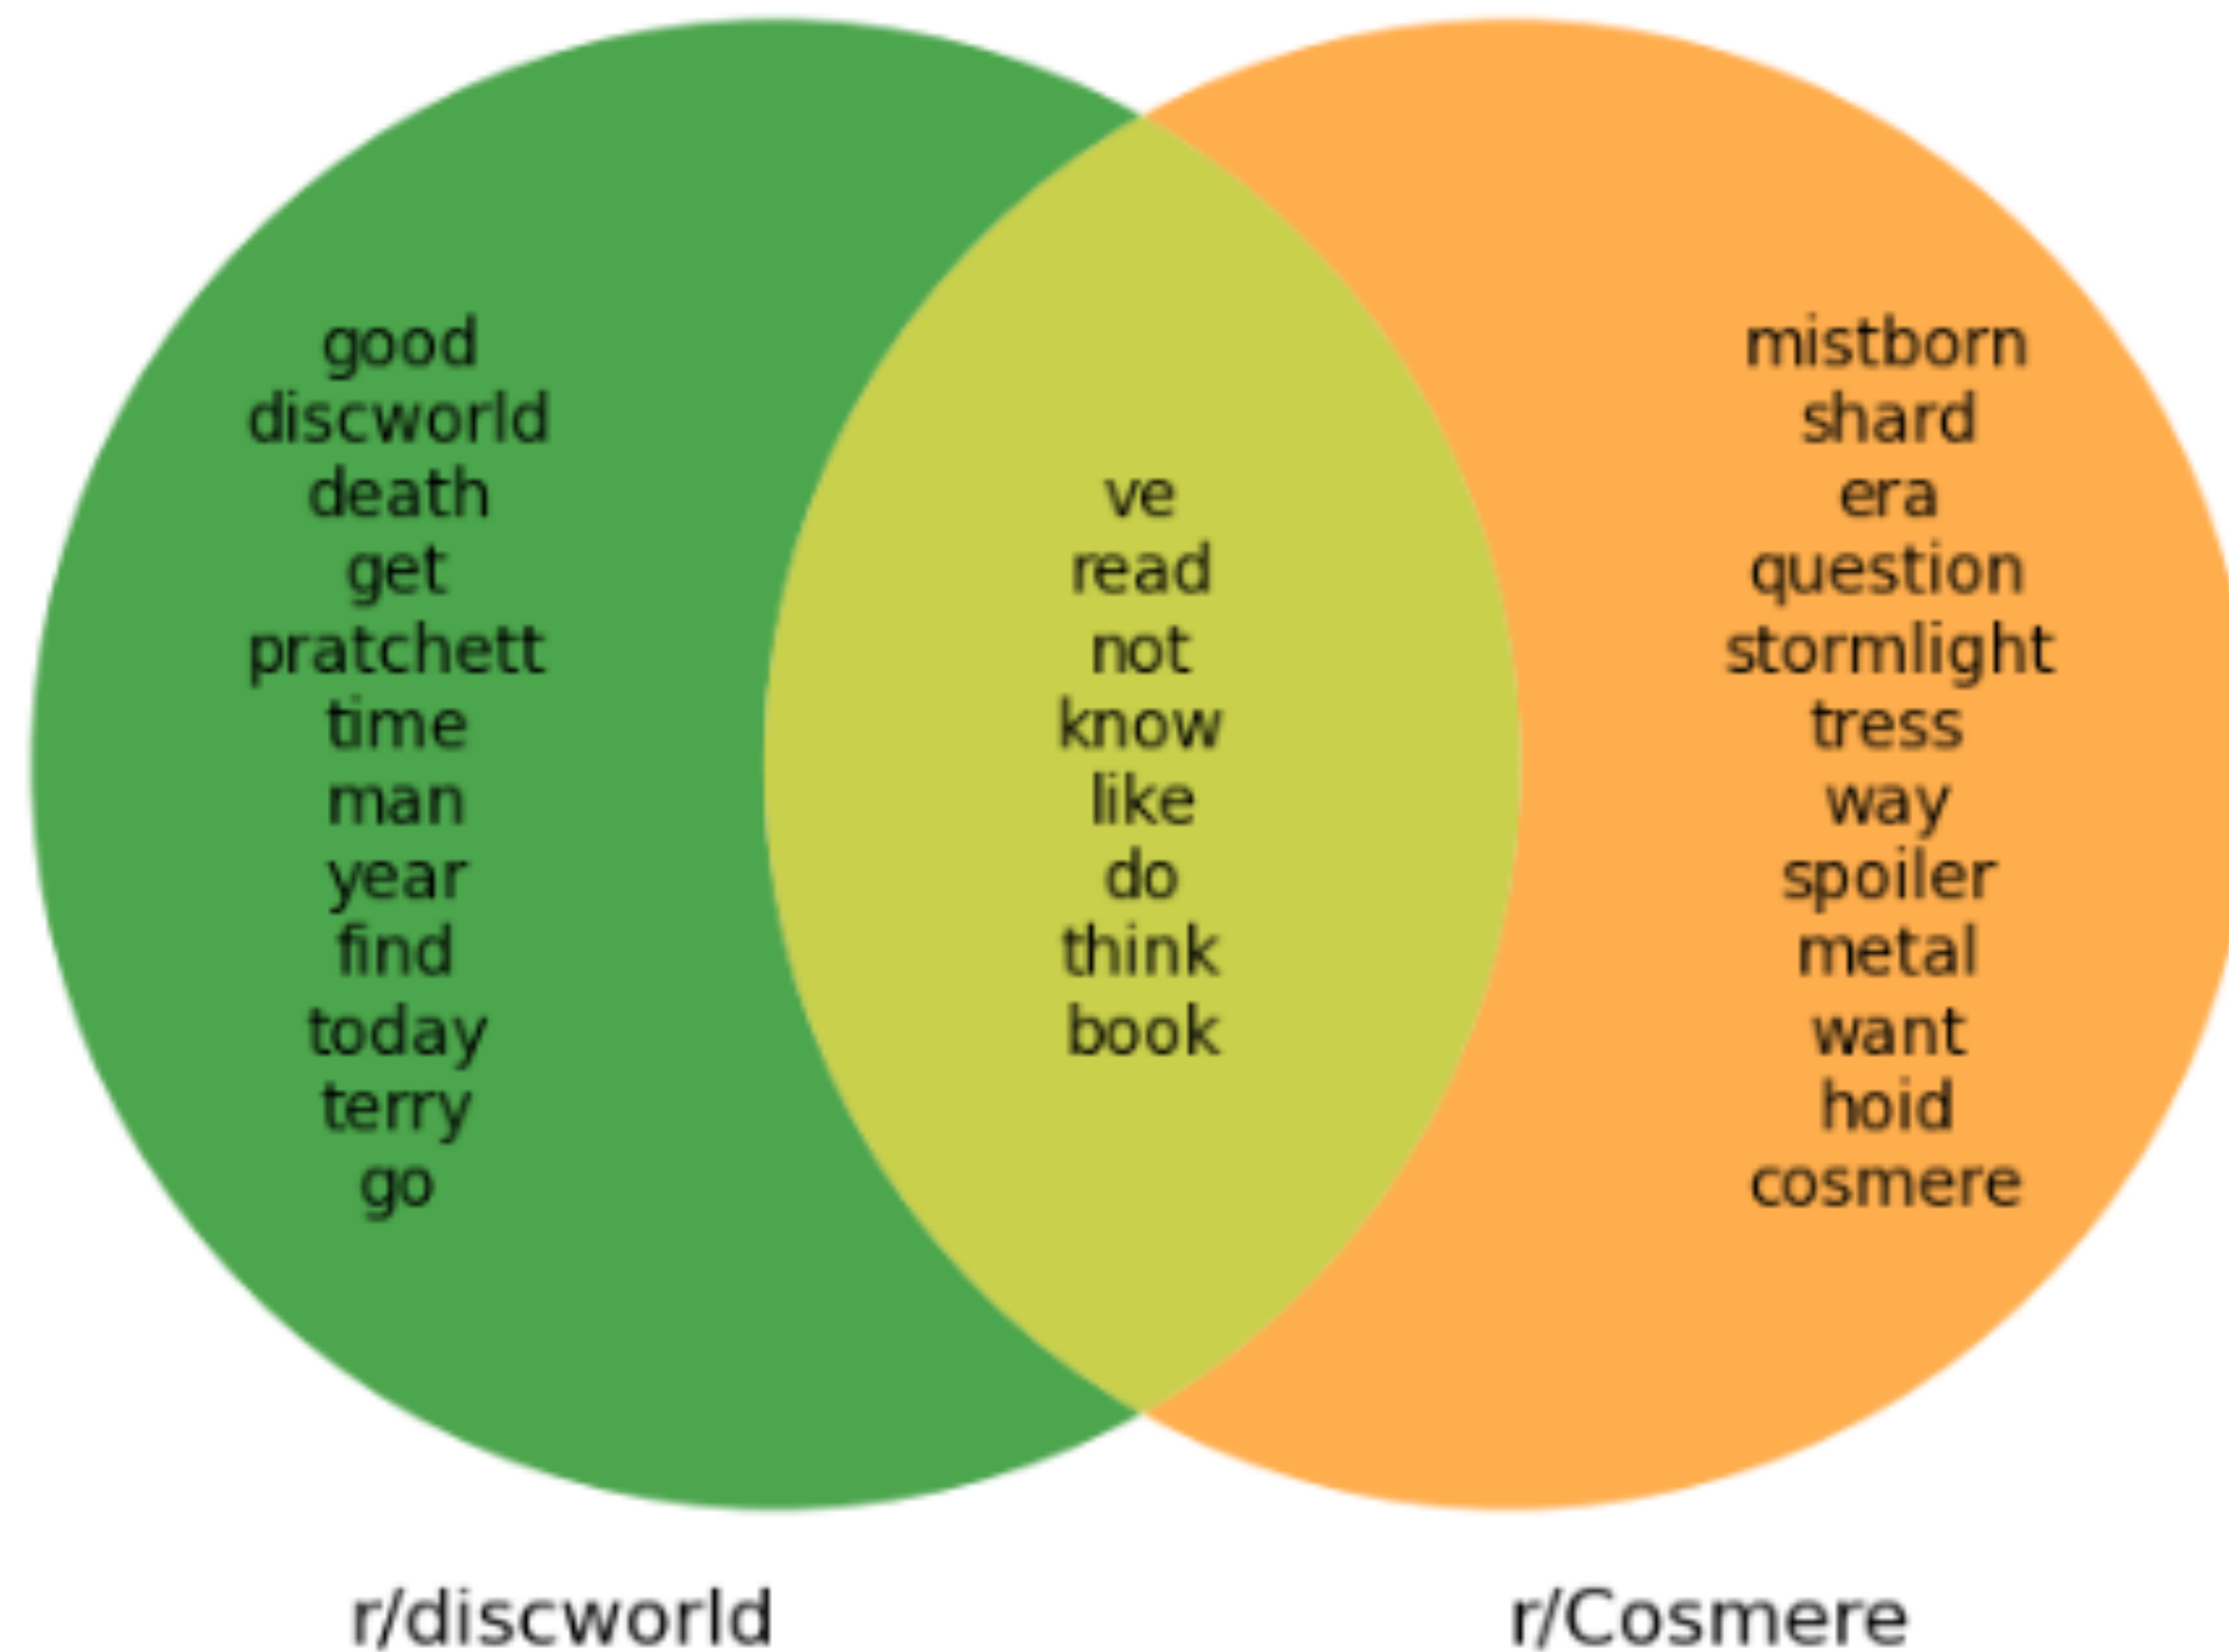 good
discworld
death
get
pratchett
time
man
year
find
today
terry
go
ve
read
not
know
like
do
think
book
mistborn
shard
era
question
stormlight
tress
way
spoiler
metal
want
hoid
cosmere
r/discworld
r/Cosmere